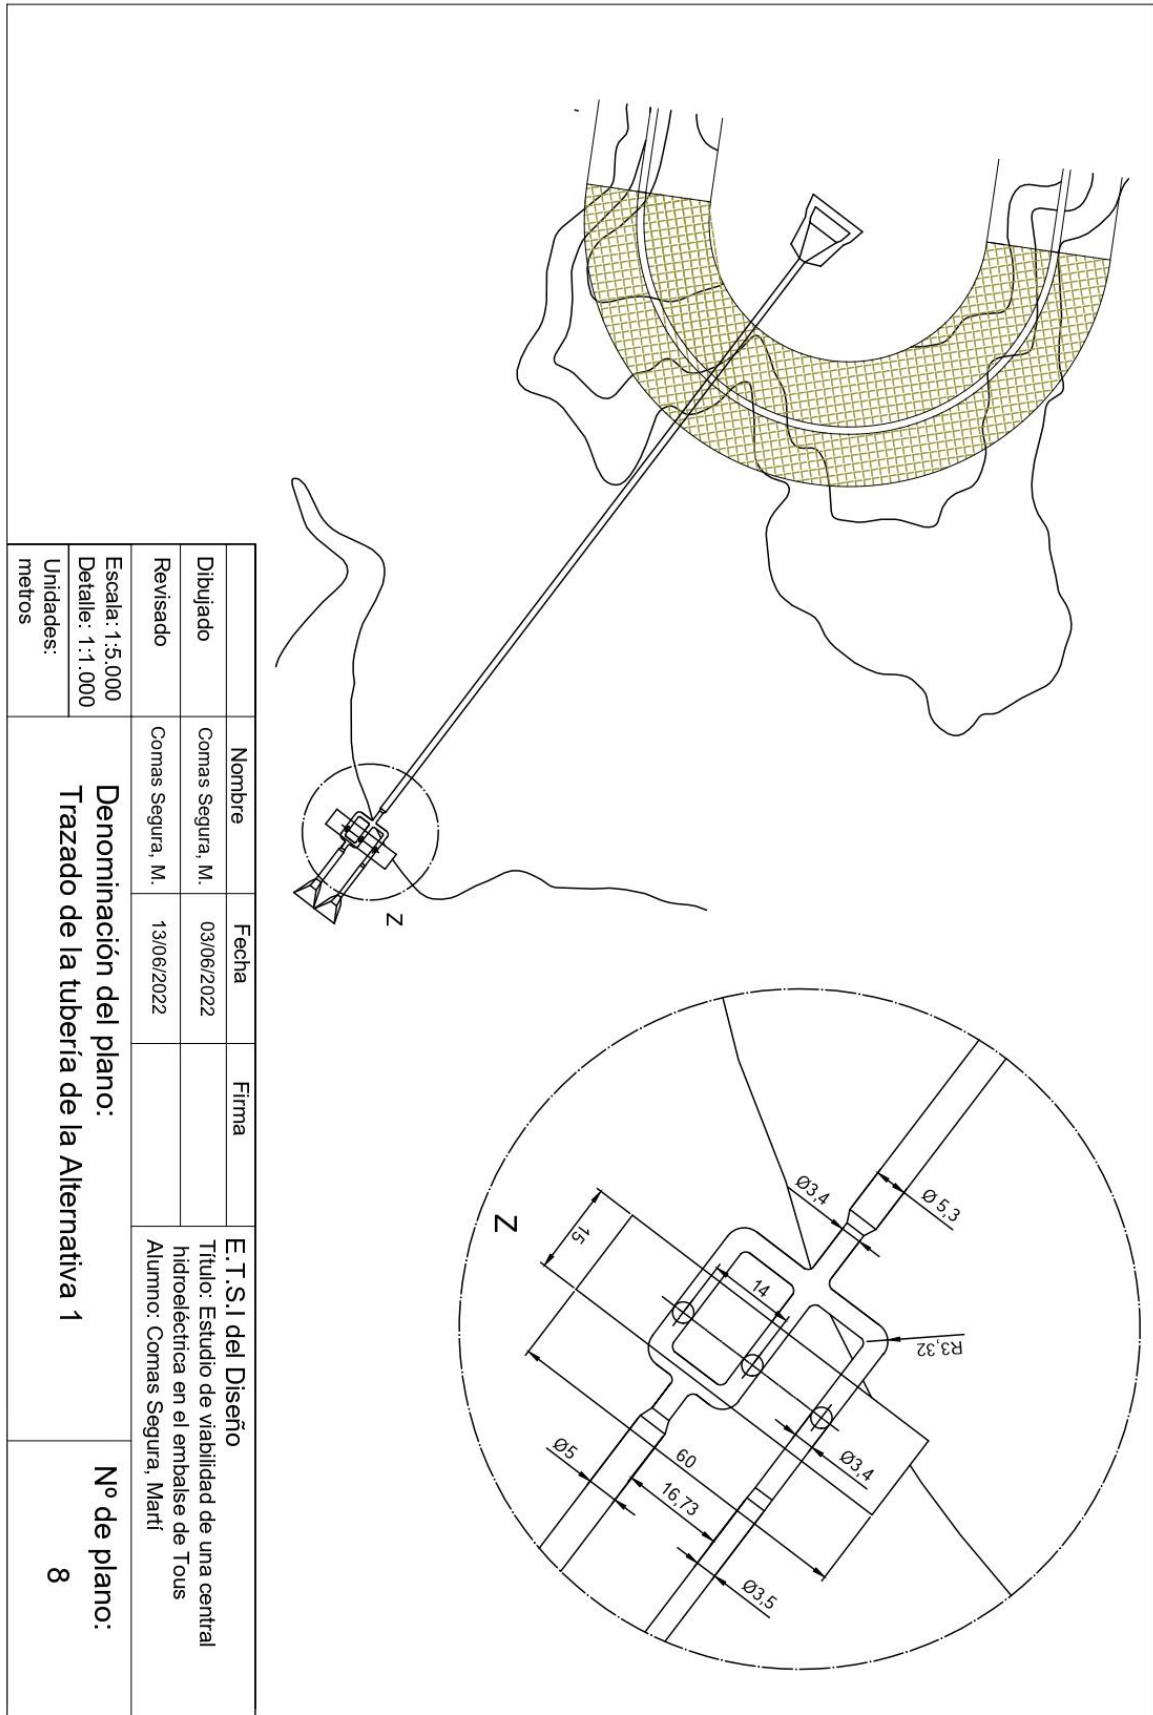 Z
Z
Ø 5,3
Ø3,4
15
14
R3,32
Ø3,4
60
16,73
Ø5
Ø3,5
Nombre
Fecha
Firma
Dibujado
Comas Segura, M.
03/06/2022
Revisado
Comas Segura, M.
13/06/2022
E.T.S.I del Diseño
Título: Estudio de viabilidad de una central
hidroeléctrica en el embalse de Tous
Alumno: Comas Segura, Martí
Escala: 1:5.000
Detalle: 1:1.000
Unidades:
metros
Denominación del plano:
Trazado de la tubería de la Alternativa 1
Nº de plano:
8